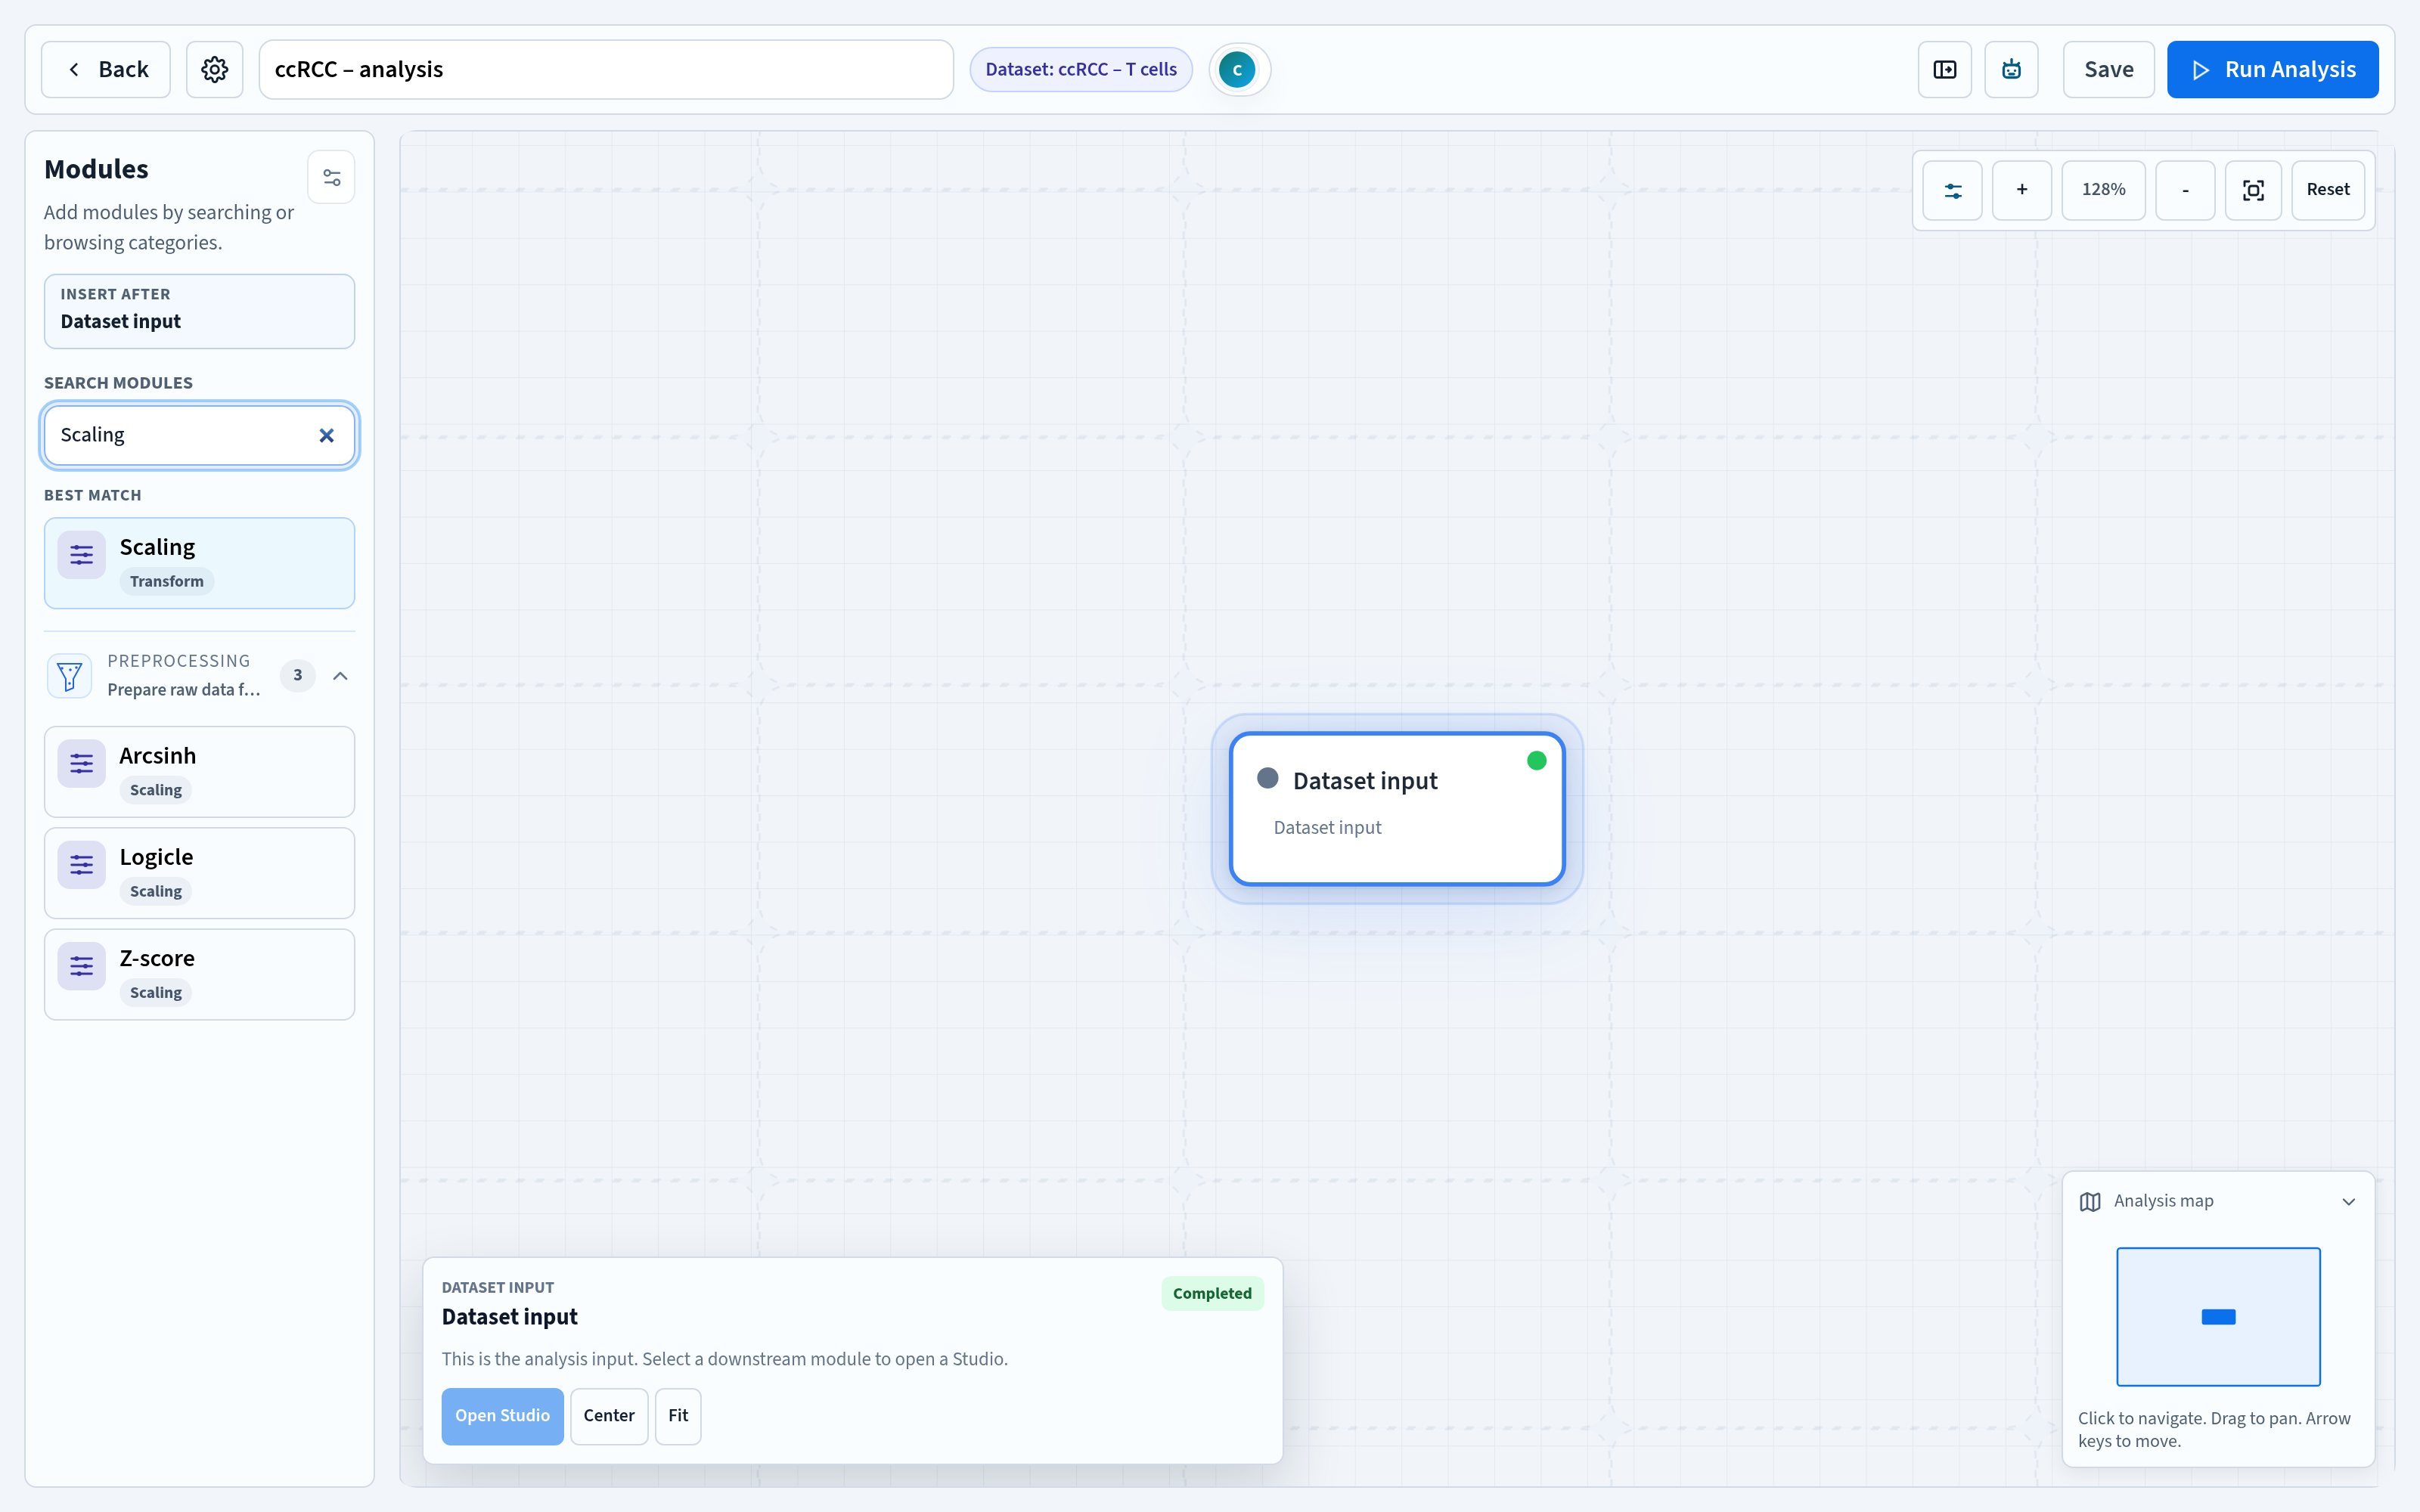 Back
ccRCC – analysis
Dataset: ccRCC – T cells
C
Save
Run Analysis
Modules
Add modules by searching or
browsing categories.
INSERT AFTER
Dataset input
SEARCH MODULES
Scaling
BEST MATCH
Scaling
Transform
PREPROCESSING
Prepare raw data f…
3
Arcsinh
Scaling
Logicle
Scaling
Z-score
Scaling
+
128%
-
Reset
Dataset input
Dataset input
DATASET INPUT
Dataset input
Completed
This is the analysis input. Select a downstream module to open a Studio.
Open Studio
Center
Fit
Analysis map
Click to navigate. Drag to pan. Arrow
keys to move.